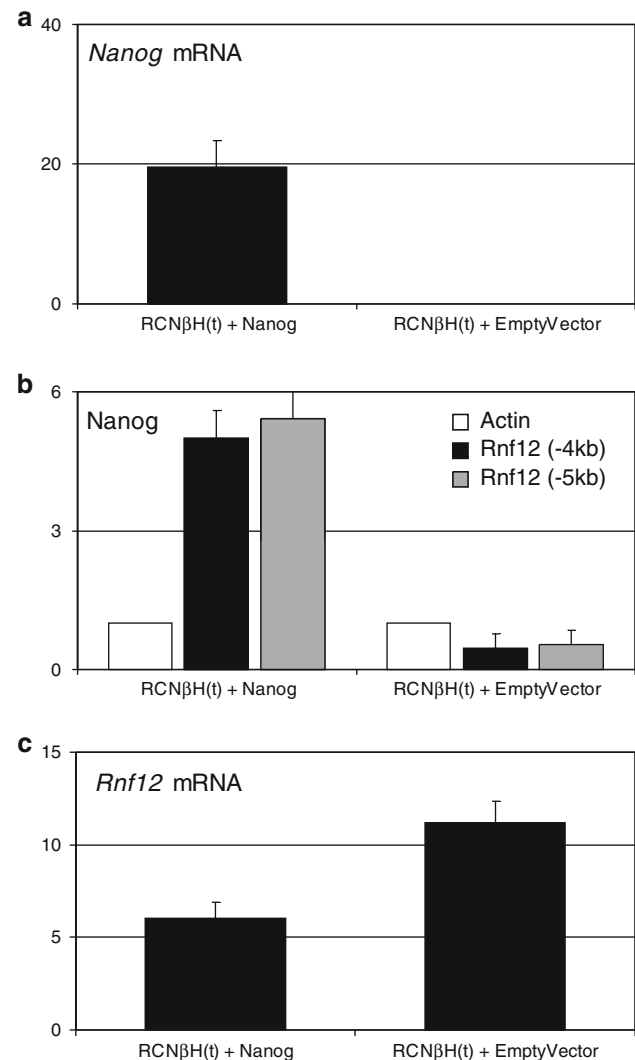 a
40
Nanog mRNA
20
0
RCNβH(t) + Nanog RCNβH(t) + EmptyVector
b
6
Nanog
Actin
Rnf12 (-4kb)
Rnf12 (-5kb)
3
0
RCNβH(t) + Nanog RCNβH(t) + EmptyVector
c
15
Rnf12 mRNA
10
5
0
RCNβH(t) + Nanog RCNβH(t) + EmptyVector